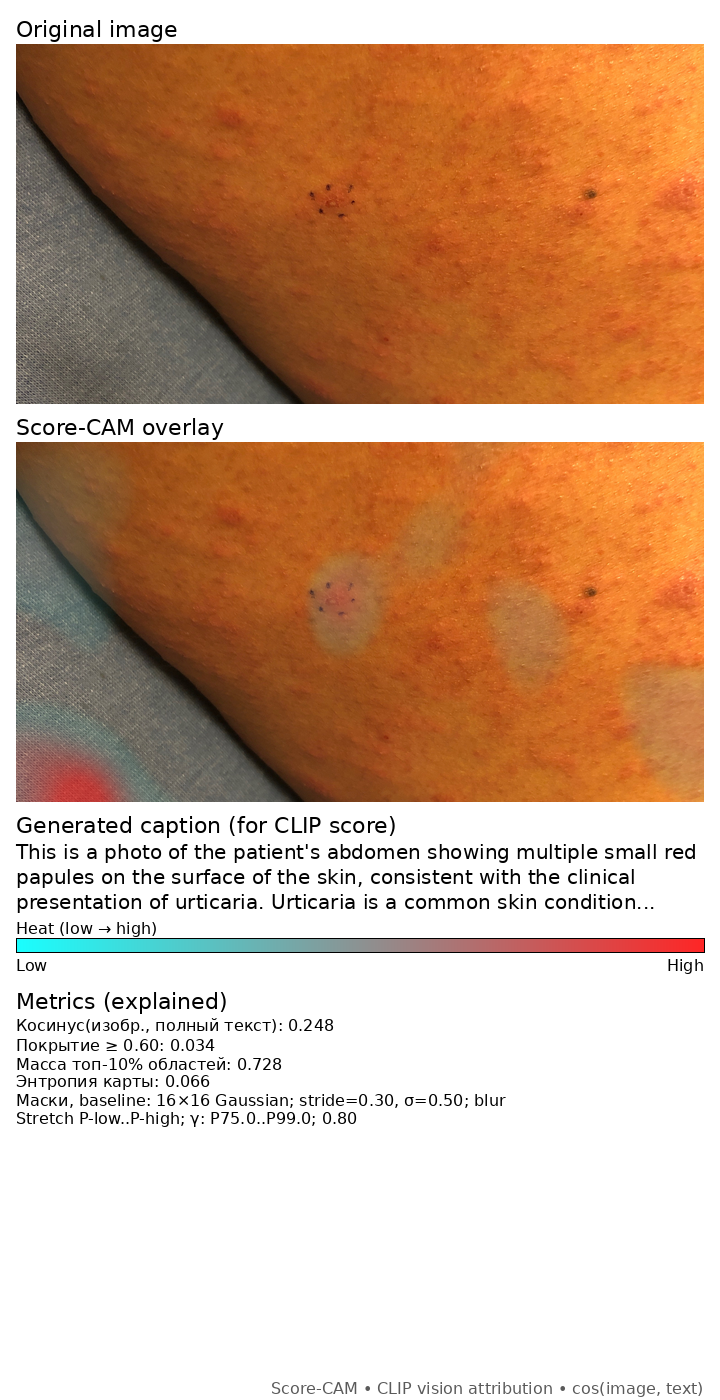 Original image
Score-CAM overlay
Generated caption (for CLIP score)
This is a photo of the patient's abdomen showing multiple small red
papules on the surface of the skin, consistent with the clinical
presentation of urticaria. Urticaria is a common skin condition...
Heat (low → high)
Low High
Metrics (explained)
Косинус(изобр., полный текст): 0.248
Покрытие ≥ 0.60: 0.034
Масса топ-10% областей: 0.728
Энтропия карты: 0.066
Маски, baseline: 16×16 Gaussian; stride=0.30, σ=0.50; blur
Stretch P-low..P-high; γ: P75.0..P99.0; 0.80
Score-CAM • CLIP vision attribution • cos(image, text)